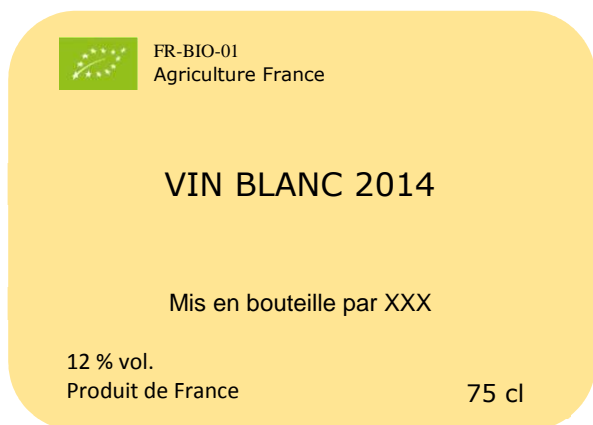 FR-BIO-01
Agriculture France
VIN BLANC 2014
Mis en bouteille par XXX
12 % vol.
Produit de France
75 cl